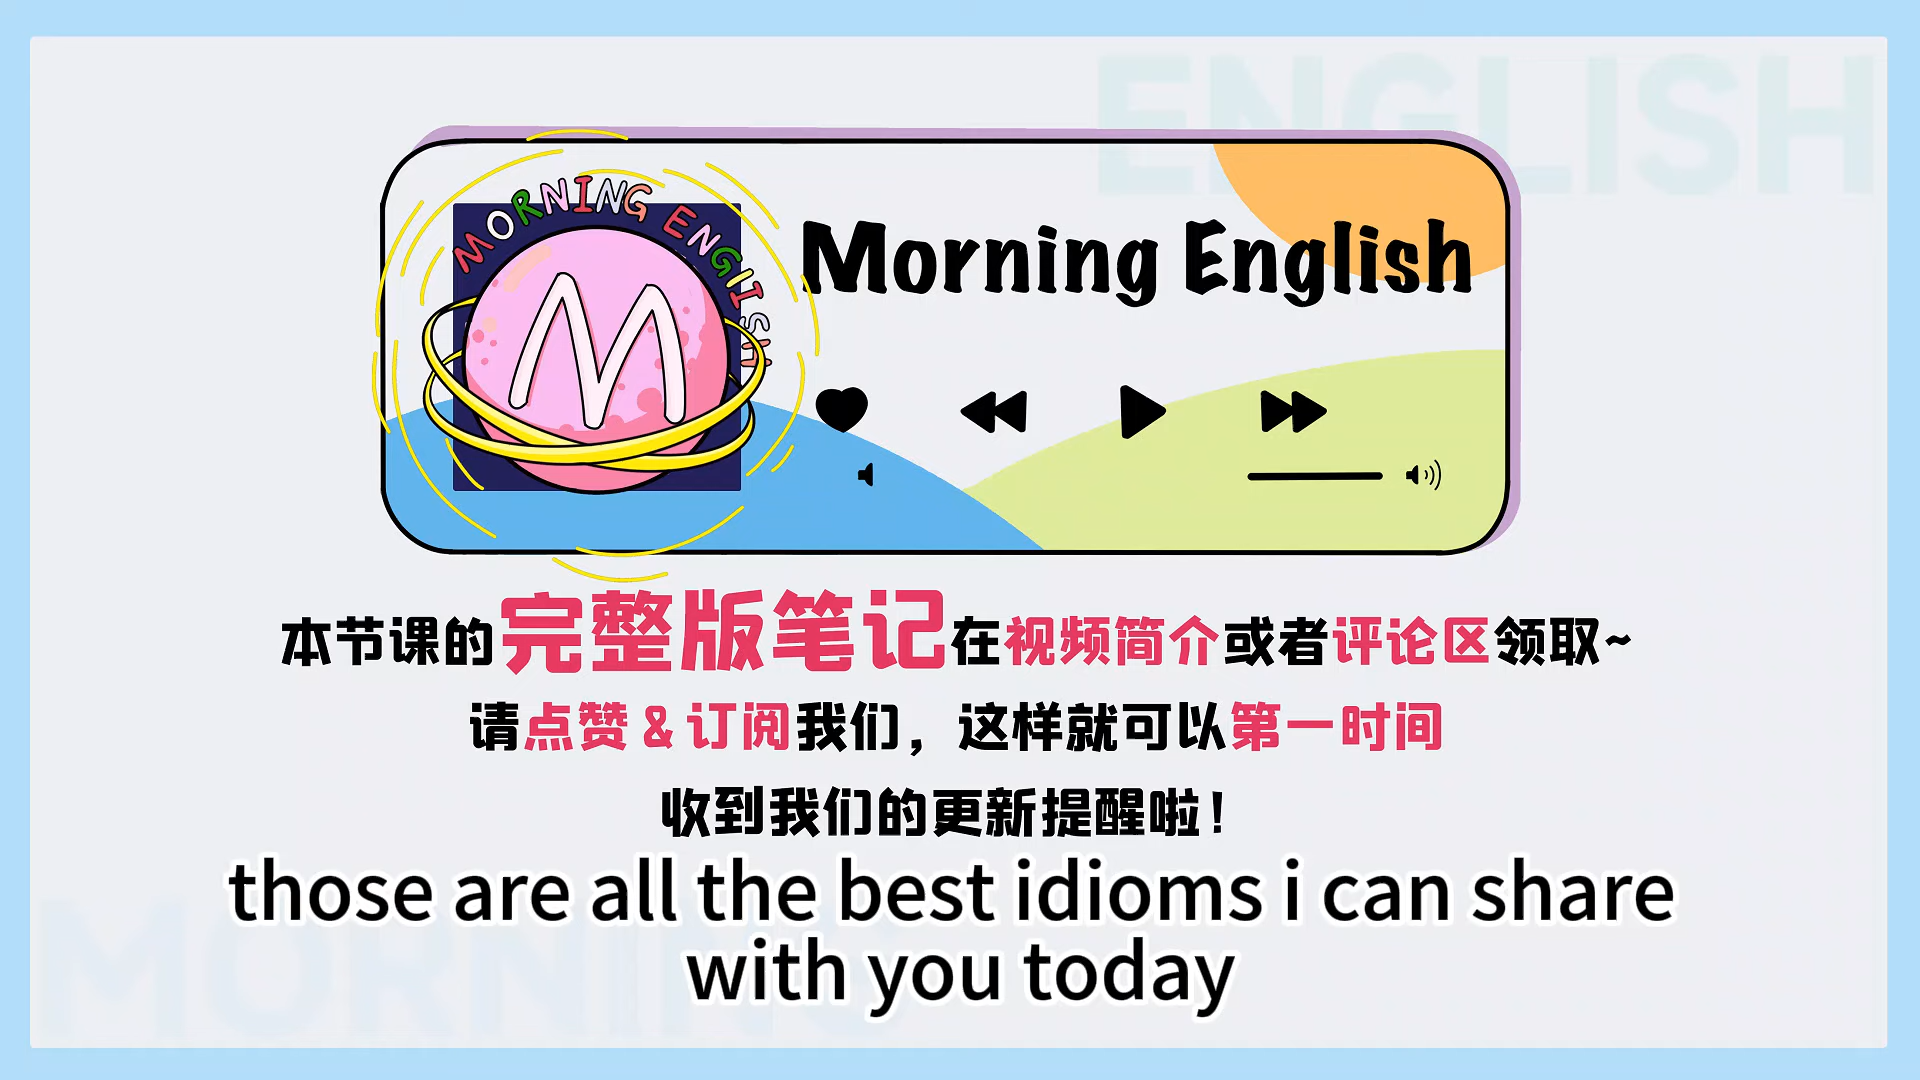 ENGLISH
MORNING ENGLISH
M
Morning English
本节课的完整版笔记在视频简介或者评论区领取~
请点赞&订阅我们，这样就可以第一时间
收到我们的更新提醒啦！
those are all the best idioms i can share
with you today
MORNING